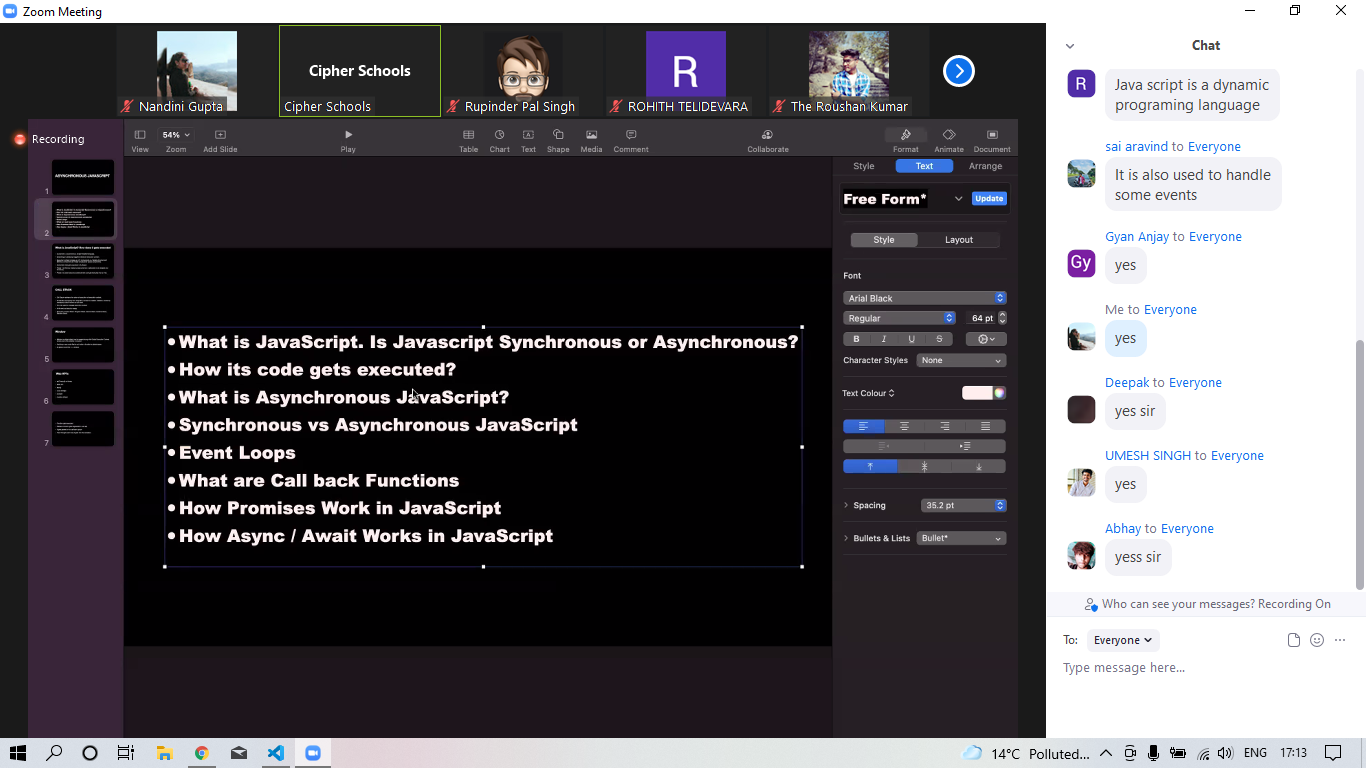 Zoom Meeting
Nandini Gupta
Cipher Schools
Cipher Schools
Rupinder Pal Singh
R
ROHITH TELIDEVARA
The Roushan Kumar
Recording
View
54%
Zoom
Add Slide
Play
Table
Chart
Text
Shape
Media
Comment
Collaborate
Format
Animate
Document
1
ASYNCHRONOUS JAVASCRIPT
2
3
4
CALL STACK
5
6
7
•What is JavaScript. Is Javascript Synchronous or Asynchronous?
•How its code gets executed?
•What is Asynchronous JavaScript?
•Synchronous vs Asynchronous JavaScript
•Event Loops
•What are Call back Functions
•How Promises Work in JavaScript
•How Async / Await Works in JavaScript
Style Text Arrange
Free Form* Update
Style Layout
Font
Arial Black
Regular 64 pt
B I U S
Character Styles None
Text Colour
Spacing 35.2 pt
Bullets & Lists Bullet*
Chat
R
Java script is a dynamic
programing language
sai aravind to Everyone
It is also used to handle
some events
Gyan Anjay to Everyone
Gy
yes
Me to Everyone
yes
Deepak to Everyone
yes sir
UMESH SINGH to Everyone
yes
Abhay to Everyone
yess sir
Who can see your messages? Recording On
To: Everyone
Type message here...
14°C Polluted... ENG 17:13